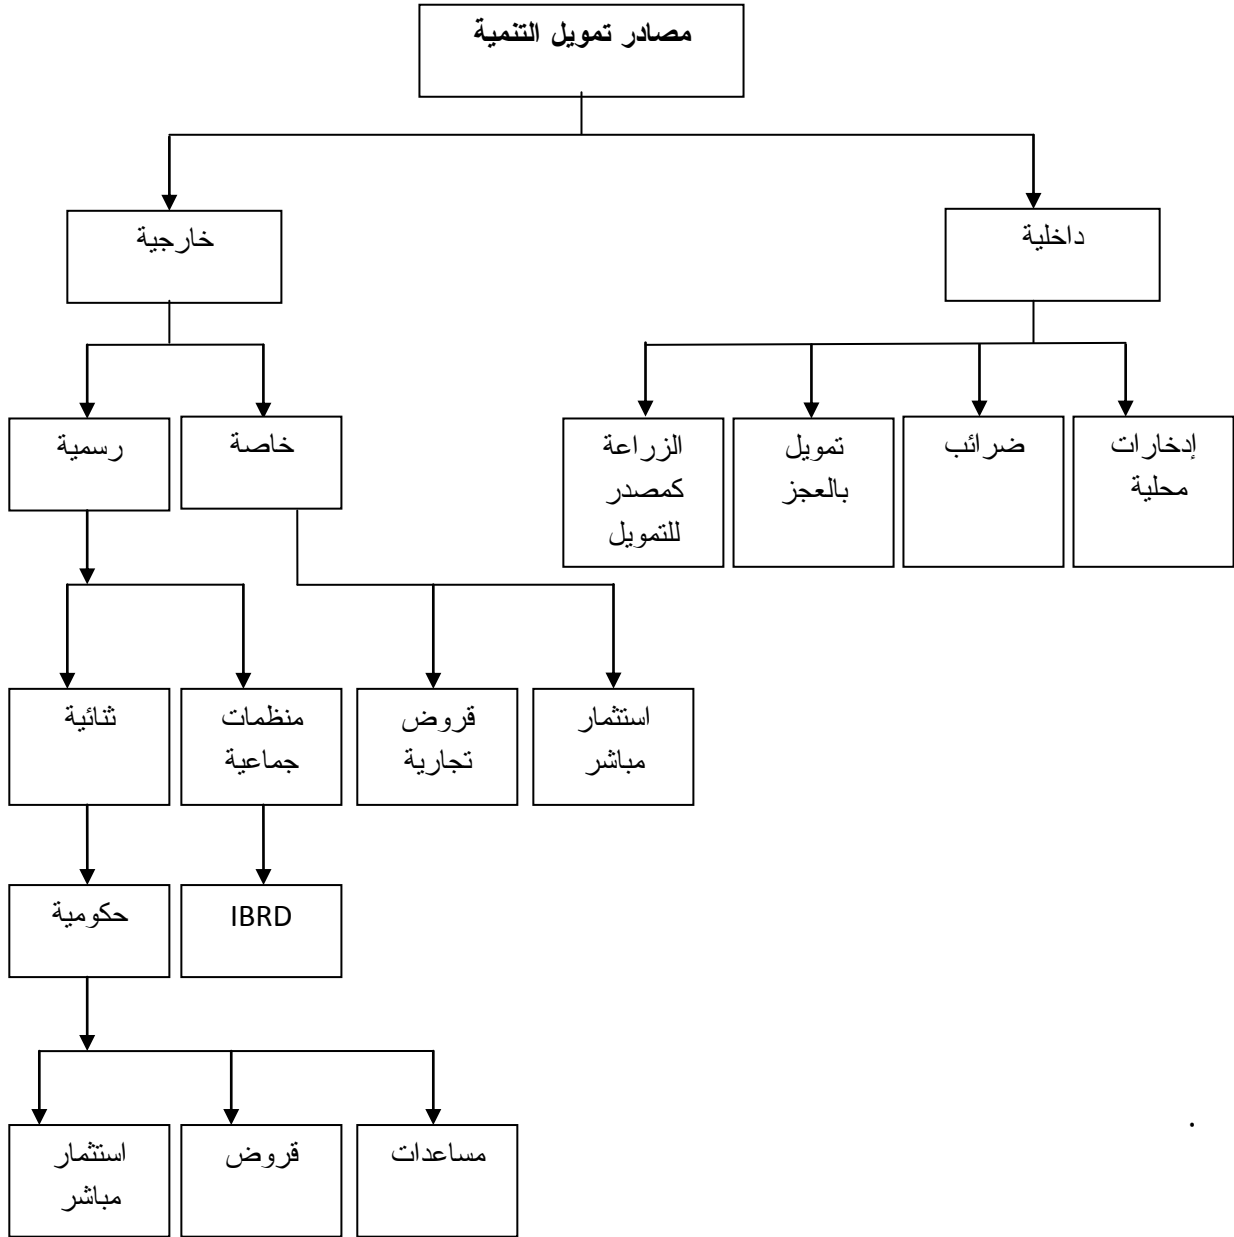 مصادر تمويل التنمية
داخلية
خارجية
إدخارات
محلية
ضرائب
تمويل
بالعجز
الزراعة
كمصدر
للتمويل
خاصة
رسمية
استثمار
مباشر
قروض
تجارية
منظمات
جماعية
ثنائية
IBRD
حكومية
مساعدات
قروض
استثمار
مباشر
.